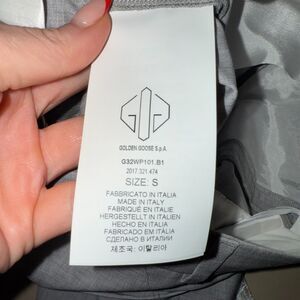 GOLDEN GOOSE S.p.A.
G32WP101.B1
2017.321.474
SIZE: S
FABBRICATO IN ITALIA
MADE IN ITALY
FABRIQUÉ EN ITALIE
HERGESTELLT IN ITALIEN
HECHO EN ITALIA
FABRICADO EM ITÁLIA
СДЕЛАНО В ИТАЛИИ
제조국: 이탈리아